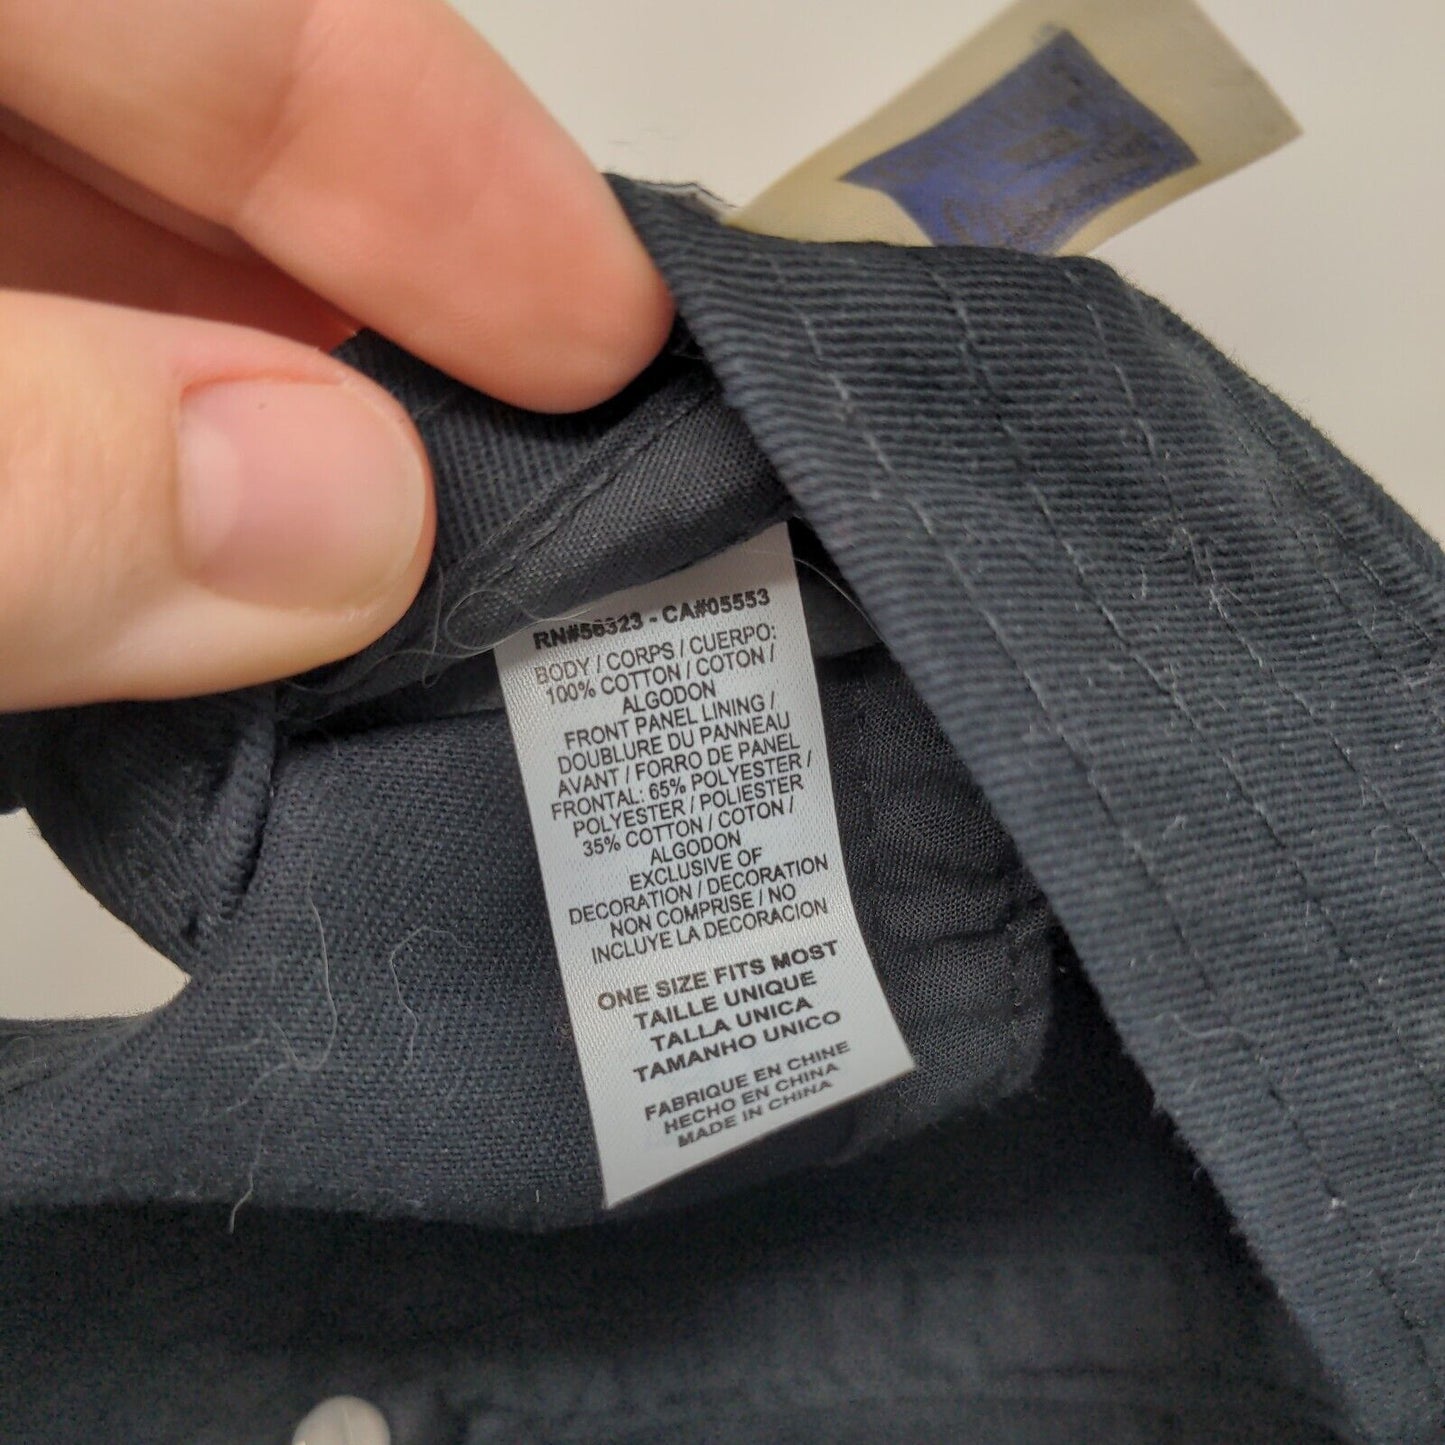 RN#56323 - CA#05553
BODY / CORPS / CUERPO:
100% COTTON / COTON /
ALGODON
FRONT PANEL LINING /
DOUBLURE DU PANNEAU
AVANT / FORRO DE PANEL
FRONTAL: 65% POLYESTER /
POLYESTER / POLIESTER
35% COTTON / COTON /
ALGODON
EXCLUSIVE OF
DECORATION / DECORATION
NON COMPRISE / NO
INCLUYE LA DECORACION
ONE SIZE FITS MOST
TAILLE UNIQUE
TALLA UNICA
TAMANHO UNICO
FABRIQUE EN CHINE
HECHO EN CHINA
MADE IN CHINA